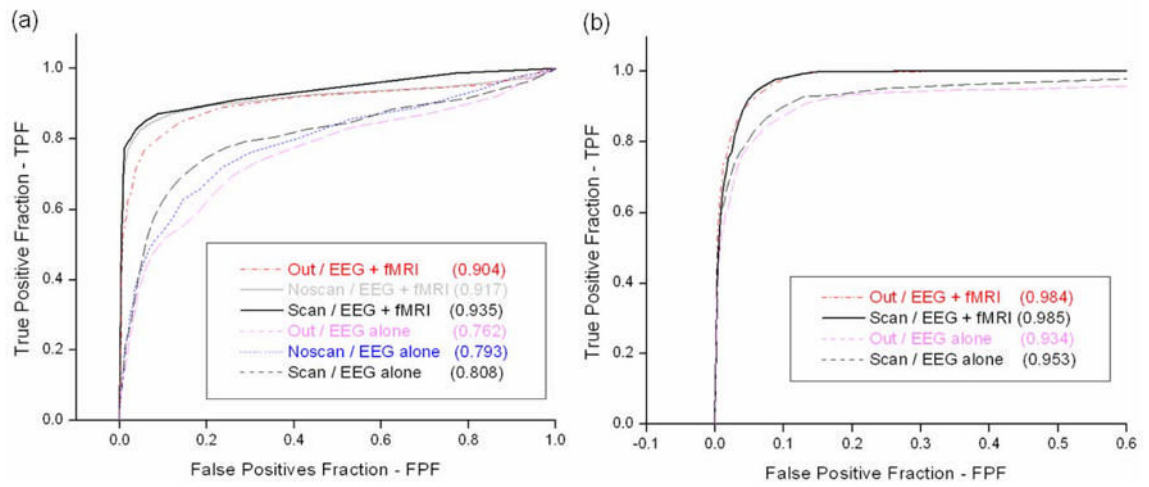 (a)
True Positive Fraction - TPF
1.0
0.8
0.6
0.4
0.2
0.0
Out / EEG + fMRI (0.904)
Noscan / EEG + fMRI (0.917)
Scan / EEG + fMRI (0.935)
Out / EEG alone (0.762)
Noscan / EEG alone (0.793)
Scan / EEG alone (0.808)
0.0 0.2 0.4 0.6 0.8 1.0
False Positives Fraction - FPF
(b)
True Positive Fraction - TPF
1.0
0.8
0.6
0.4
0.2
0.0
Out / EEG + fMRI (0.984)
Scan / EEG + fMRI (0.985)
Out / EEG alone (0.934)
Scan / EEG alone (0.953)
-0.1 0.0 0.1 0.2 0.3 0.4 0.5 0.6
False Positive Fraction - FPF